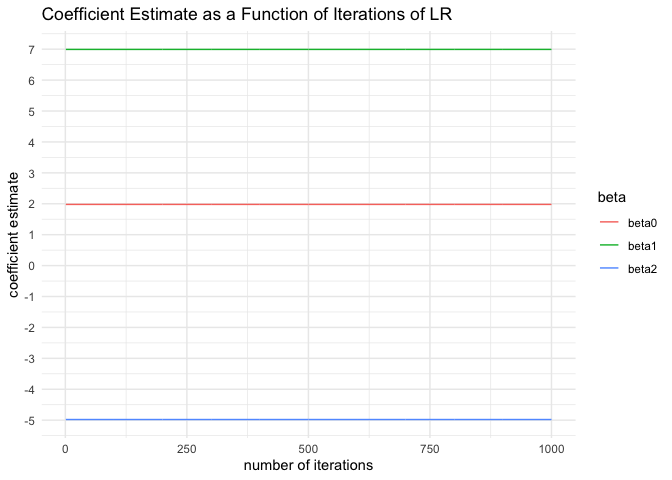 Coefficient Estimate as a Function of Iterations of LR
7
6
5
4
3
2
1
0
-1
-2
-3
-4
-5
coefficient estimate
0 250 500 750 1000
number of iterations
beta
beta0
beta1
beta2